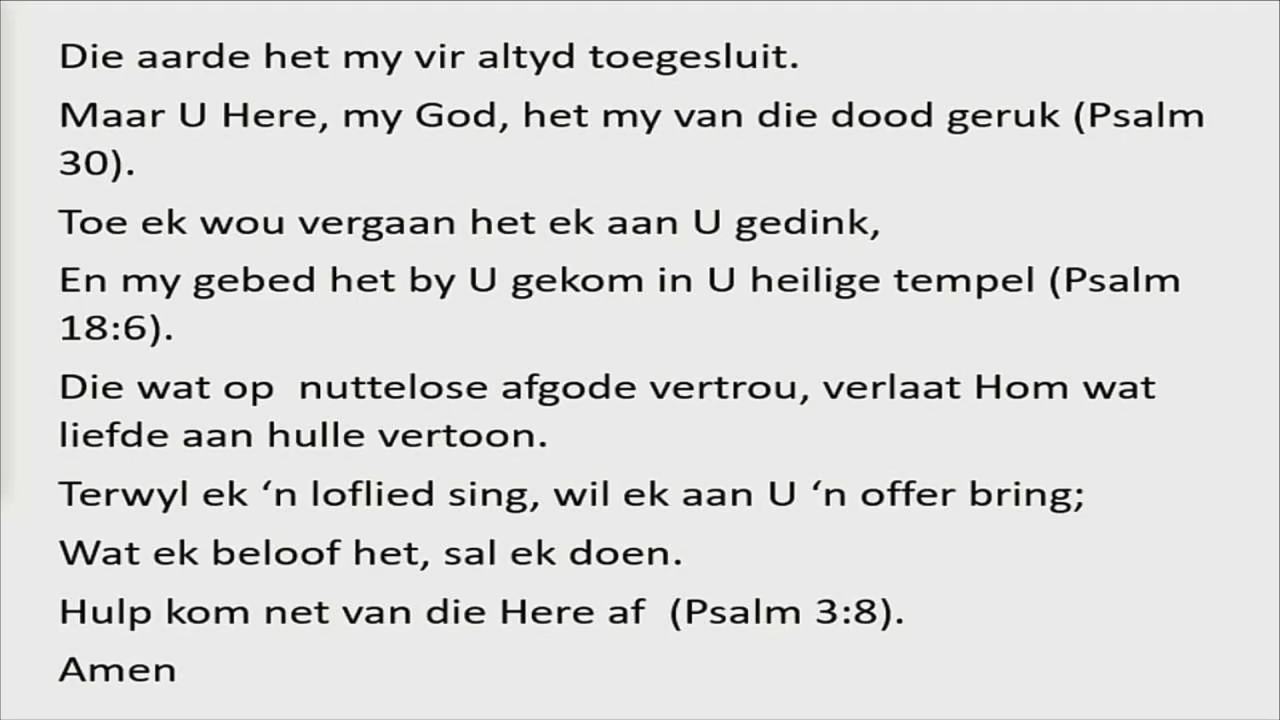 Die aarde het my vir altyd toegesluit.
Maar U Here, my God, het my van die dood geruk (Psalm
30).
Toe ek wou vergaan het ek aan U gedink,
En my gebed het by U gekom in U heilige tempel (Psalm
18:6).
Die wat op  nuttelose afgode vertrou, verlaat Hom wat
liefde aan hulle vertoon.
Terwyl ek ‘n loflied sing, wil ek aan U ‘n offer bring;
Wat ek beloof het, sal ek doen.
Hulp kom net van die Here af  (Psalm 3:8).
Amen